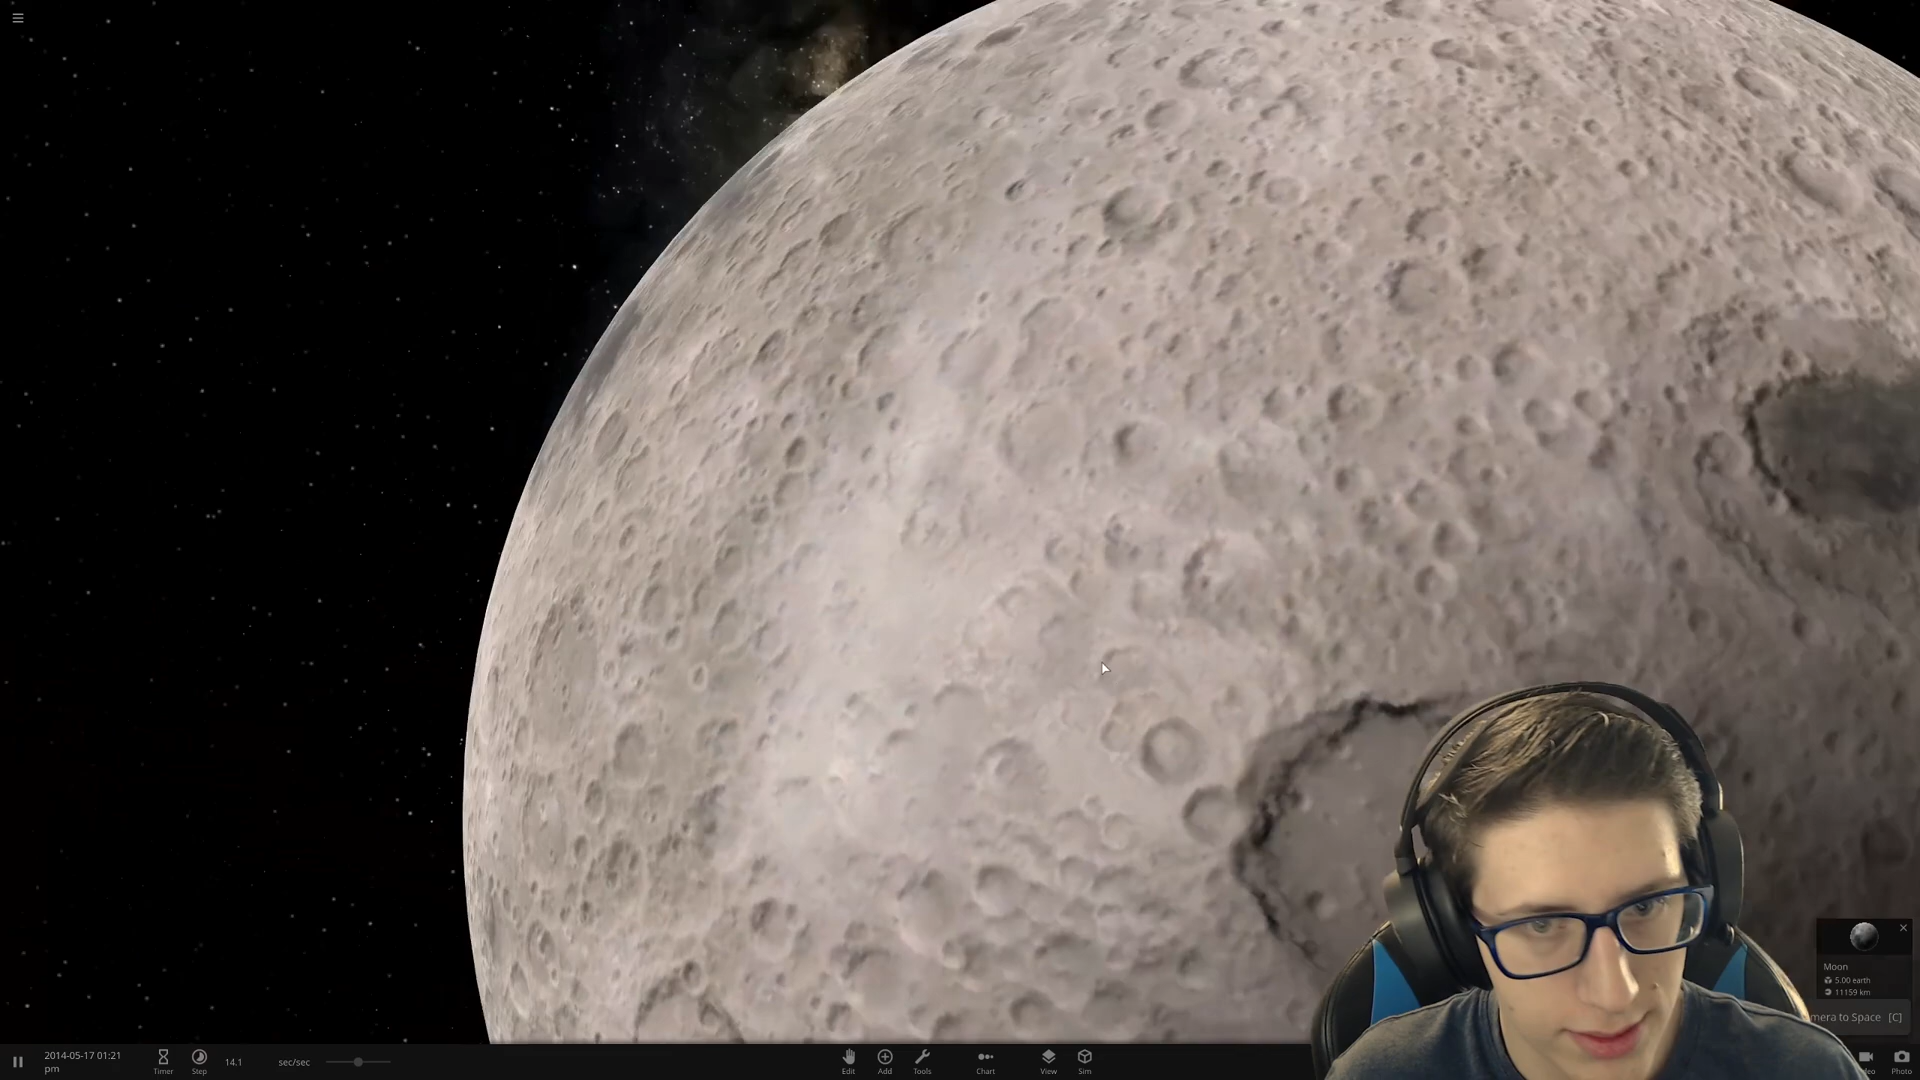 Moon
5.00 earth
11159 km
mera to Space [C]
2014-05-17 01:21
pm
Timer
Step
14.1
sec/sec
Edit
Add
Tools
Chart
View
Sim
Photo